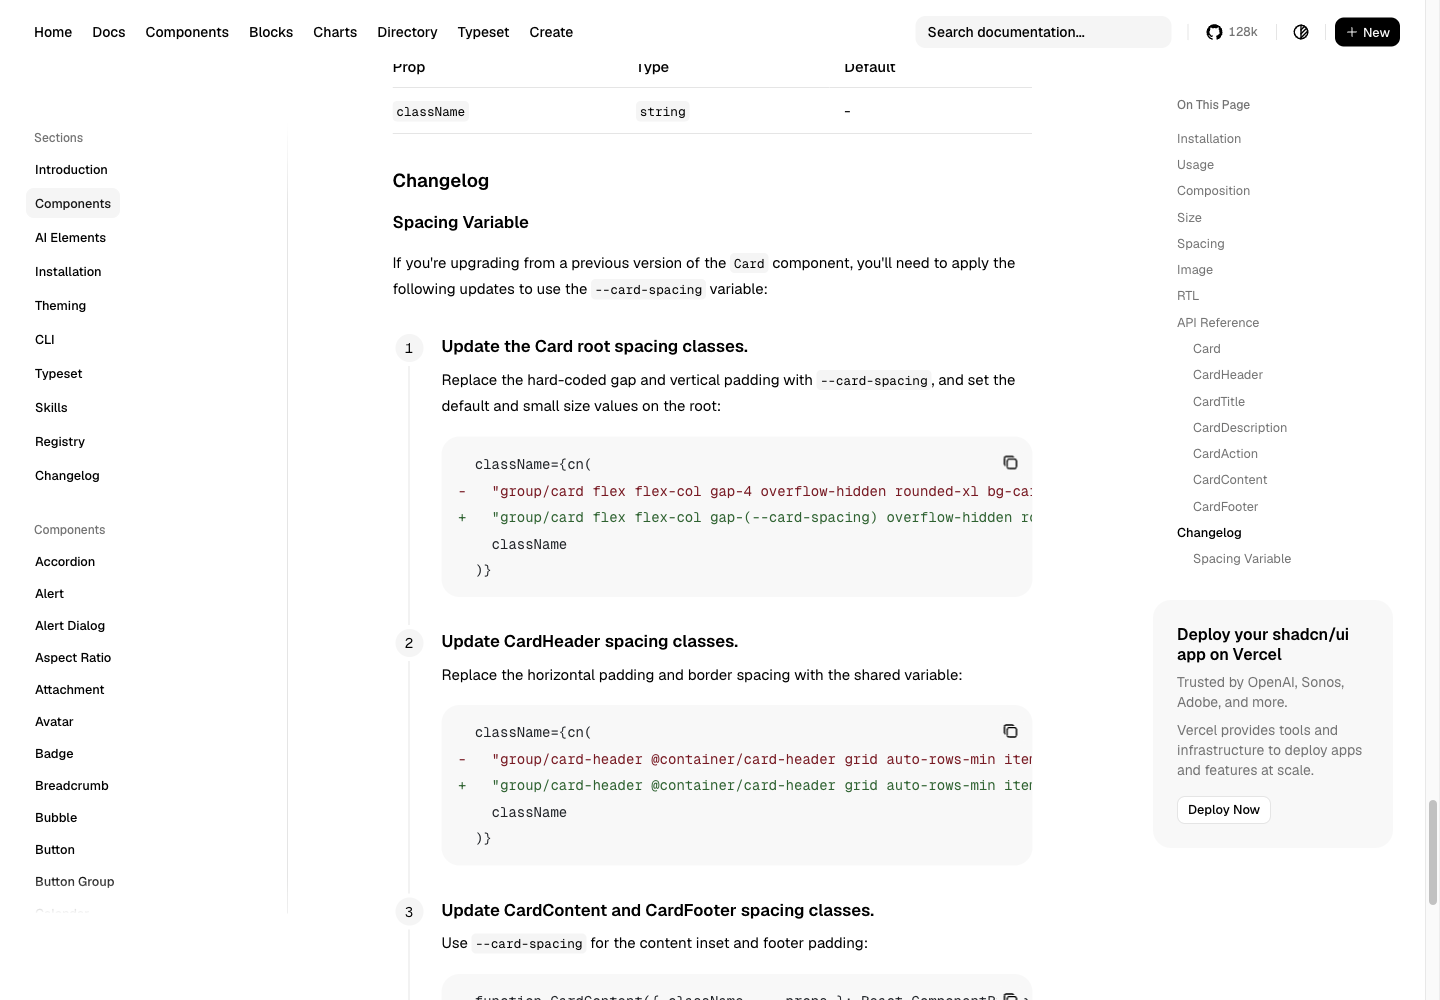 Home Docs Components Blocks Charts Directory Typeset Create
Search documentation...
128k
New
Sections
Introduction
Components
AI Elements
Installation
Theming
CLI
Typeset
Skills
Registry
Changelog
Components
Accordion
Alert
Alert Dialog
Aspect Ratio
Attachment
Avatar
Badge
Breadcrumb
Bubble
Button
Button Group
Prop Type Default
className string -
Changelog
Spacing Variable
If you're upgrading from a previous version of the Card component, you'll need to apply the
following updates to use the --card-spacing variable:
1 Update the Card root spacing classes.
Replace the hard-coded gap and vertical padding with --card-spacing, and set the
default and small size values on the root:
className={cn(
- "group/card flex flex-col gap-4 overflow-hidden rounded-xl
+ "group/card flex flex-col gap-(--card-spacing) overflow-hidden
className
)}
2 Update CardHeader spacing classes.
Replace the horizontal padding and border spacing with the shared variable:
className={cn(
- "group/card-header @container/card-header grid auto-rows-min
+ "group/card-header @container/card-header grid auto-rows-min
className
)}
3 Update CardContent and CardFooter spacing classes.
Use --card-spacing for the content inset and footer padding:
On This Page
Installation
Usage
Composition
Size
Spacing
Image
RTL
API Reference
Card
CardHeader
CardTitle
CardDescription
CardAction
CardContent
CardFooter
Changelog
Spacing Variable
Deploy your shadcn/ui
app on Vercel
Trusted by OpenAI, Sonos,
Adobe, and more.
Vercel provides tools and
infrastructure to deploy apps
and features at scale.
Deploy Now